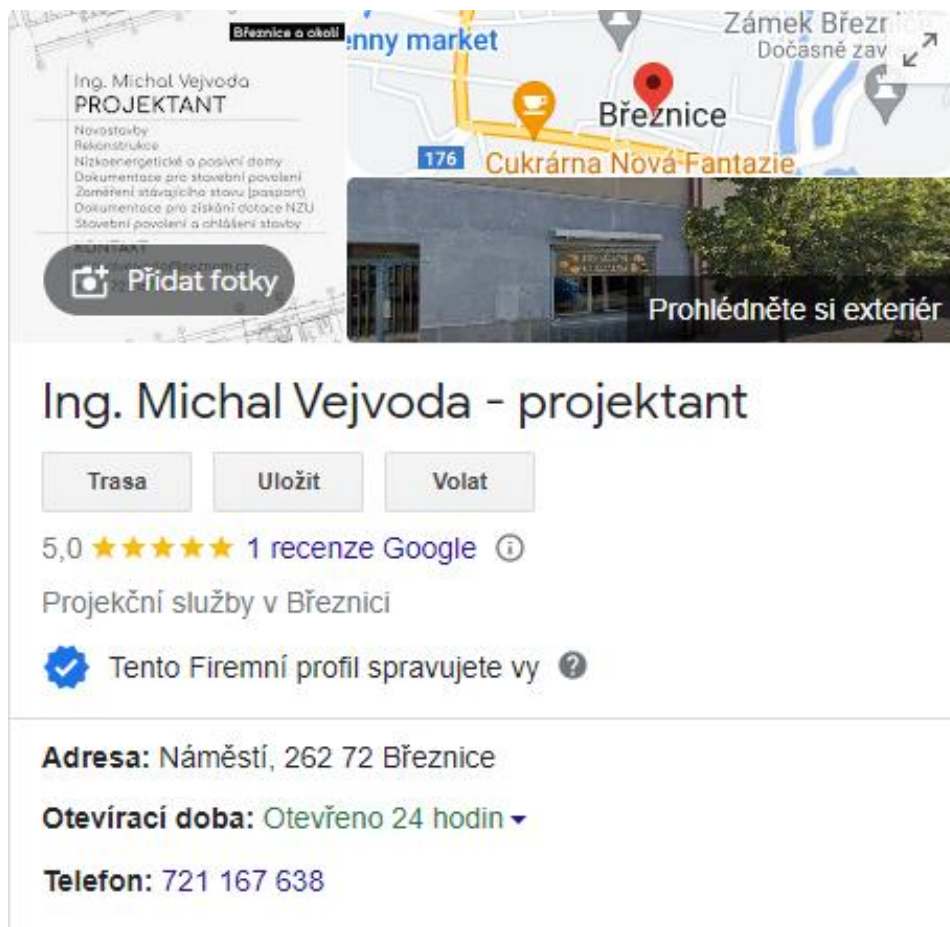 Březnice a okolí
Ing. Michal Vejvoda
PROJEKTANT
Novostavby
Rekonstrukce
Nízkoenergetické a pasivní domy
Dokumentace pro stavební povolení
Zaměření stávajícího stavu (pasport)
Dokumentace pro získání dotace NZU
Stavební povolení a ohlášení stavby
KONTAKT
Přidat fotky
enny market
Zámek Březnice
Dočasně zav
Březnice
176
Cukrárna Nová Fantazie
Prohlédněte si exteriér
Ing. Michal Vejvoda - projektant
Trasa
Uložit
Volat
5,0 1 recenze Google
Projekční služby v Březnici
Tento Firemní profil spravujete vy
Adresa: Náměstí, 262 72 Březnice
Otevírací doba: Otevřeno 24 hodin
Telefon: 721 167 638